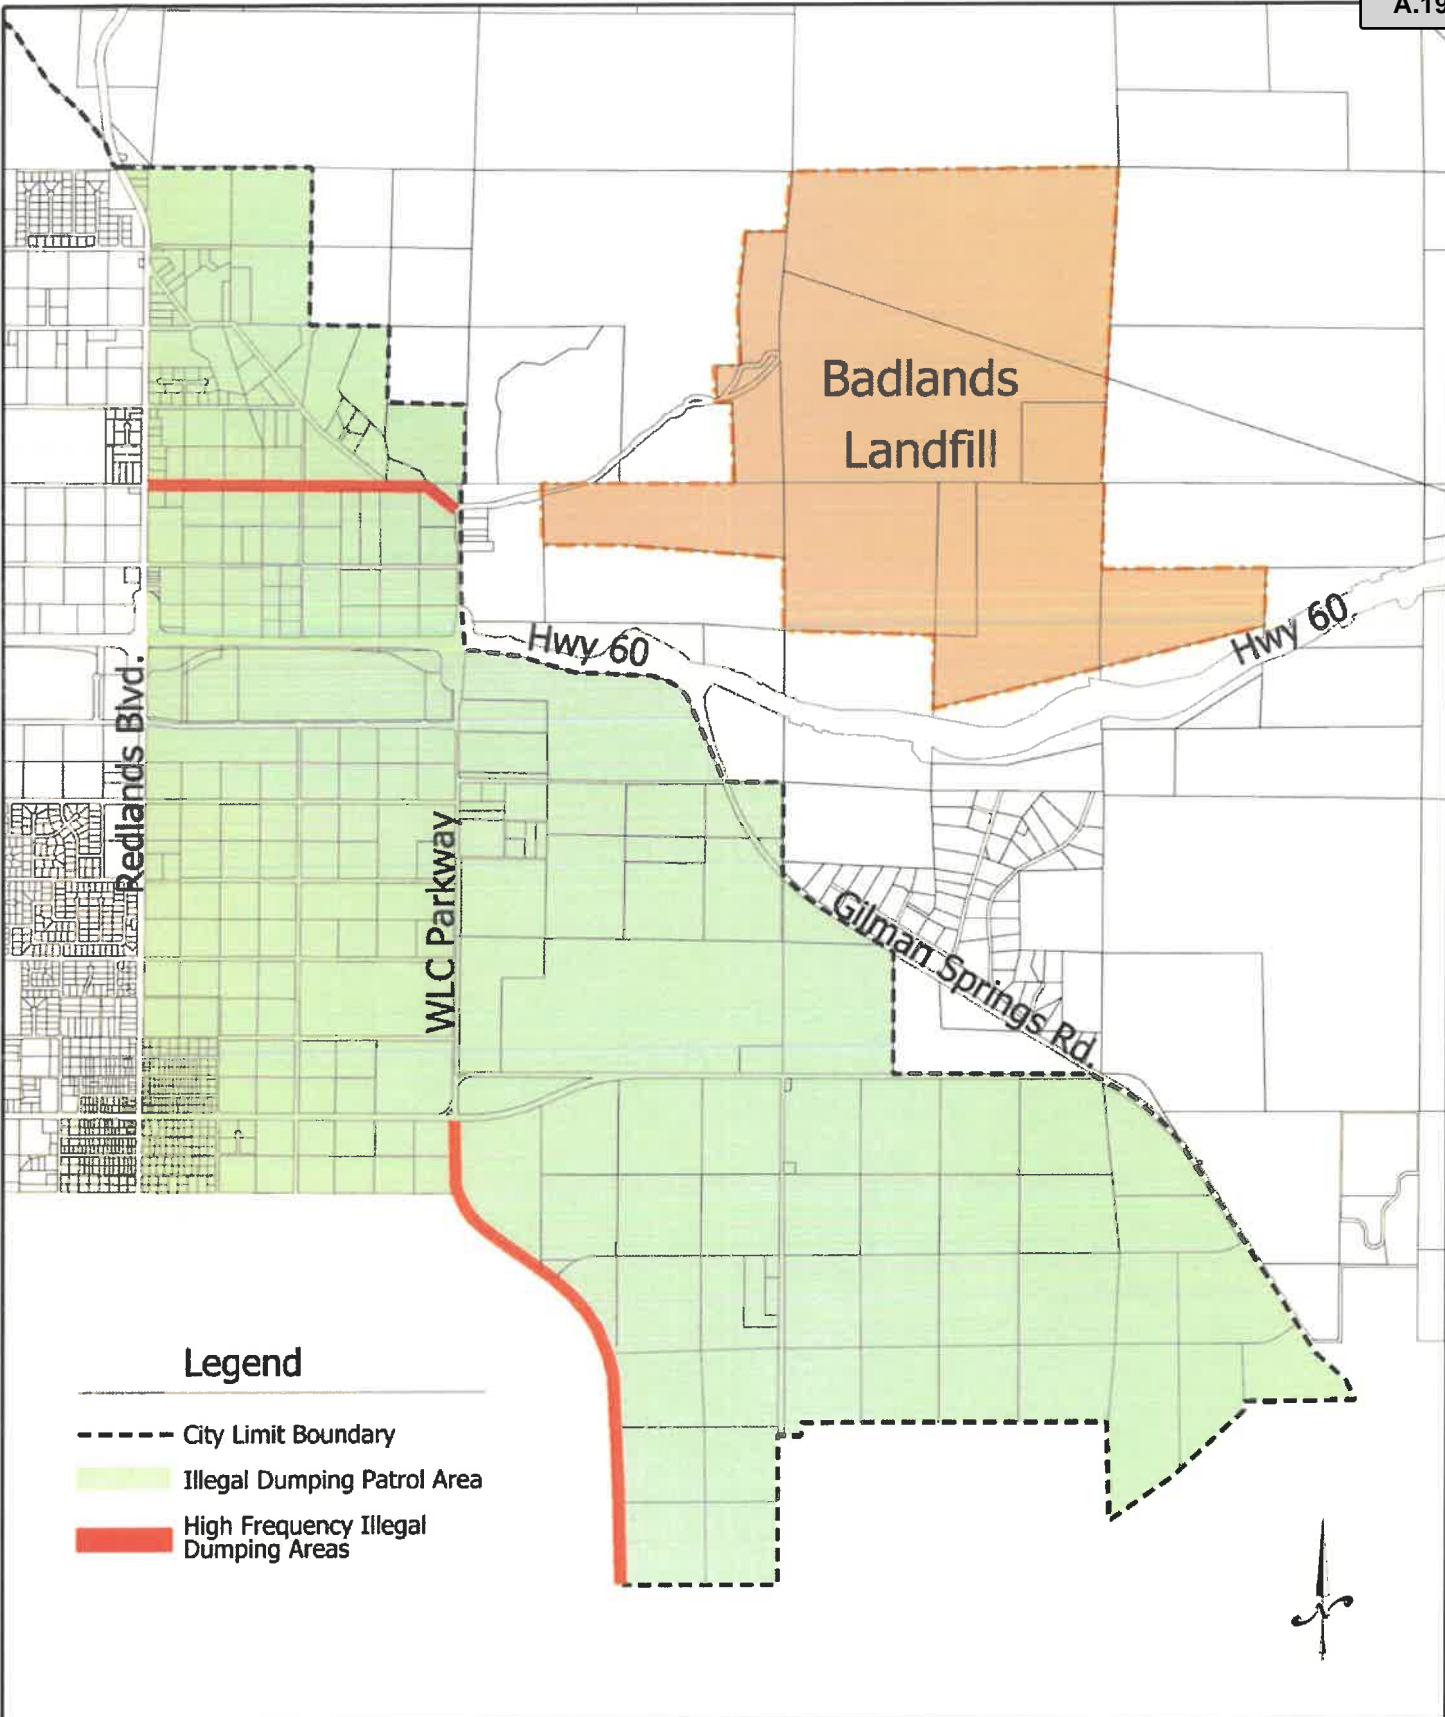 A.19
Badlands
Landfill
Hwy 60
Hwy 60
Redlands Blvd.
WLC Parkway
Gilman Springs Rd.
Legend
City Limit Boundary
Illegal Dumping Patrol Area
High Frequency Illegal
Dumping Areas